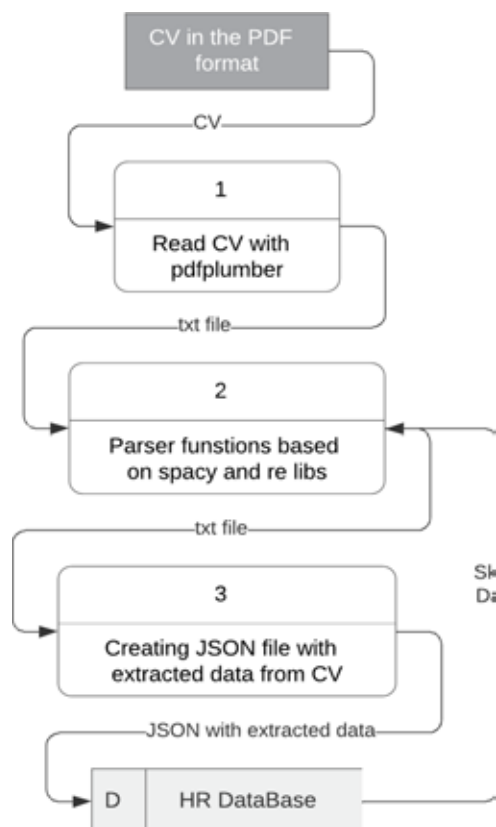 CV in the PDF
format
CV
1
Read CV with
pdfplumber
txt file
2
Parser funstions based
on spacy and re libs
txt file
3
Creating JSON file with
extracted data from CV
JSON with extracted data
D
HR DataBase